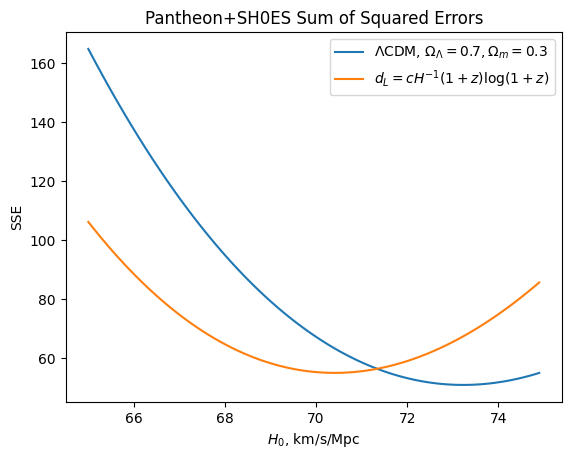 Pantheon+SH0ES Sum of Squared Errors
ΛCDM, Ω_Λ = 0.7, Ω_m = 0.3
d_L = cH⁻¹(1 + z)log(1 + z)
SSE
160
140
120
100
80
60
66 68 70 72 74
H₀, km/s/Mpc